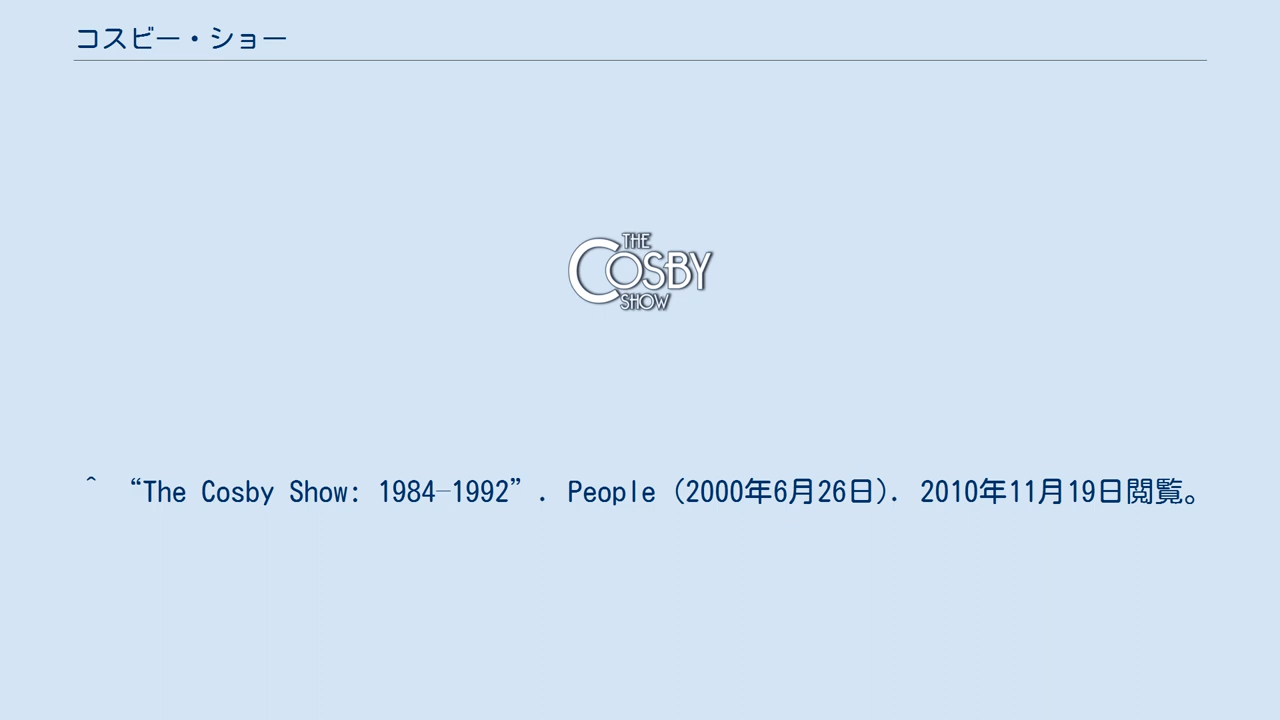 コスビー・ショー
THE
COSBY
SHOW
^ “The Cosby Show: 1984–1992”. People (2000年6月26日). 2010年11月19日閲覧。